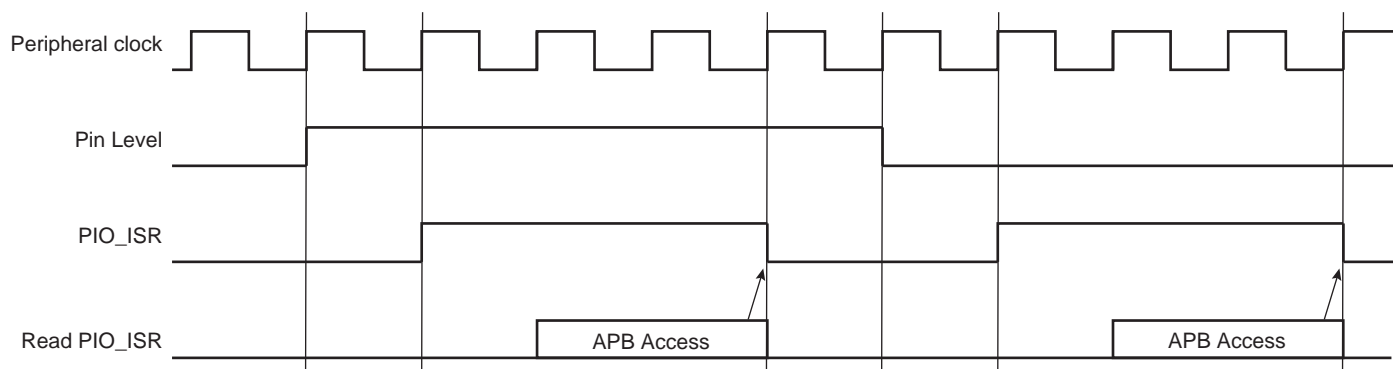 Peripheral clock
Pin Level
PIO_ISR
Read PIO_ISR
APB Access
APB Access